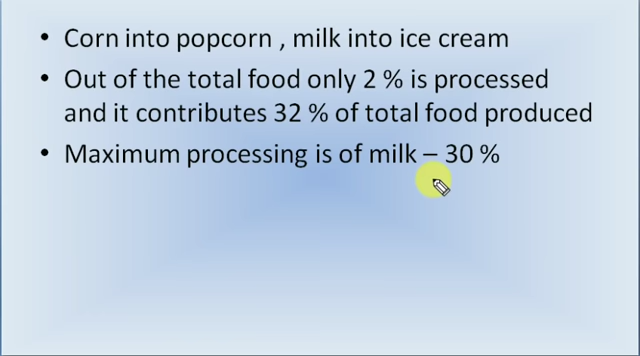 • Corn into popcorn , milk into ice cream
• Out of the total food only 2 % is processed
and it contributes 32 % of total food produced
• Maximum processing is of milk – 30 %